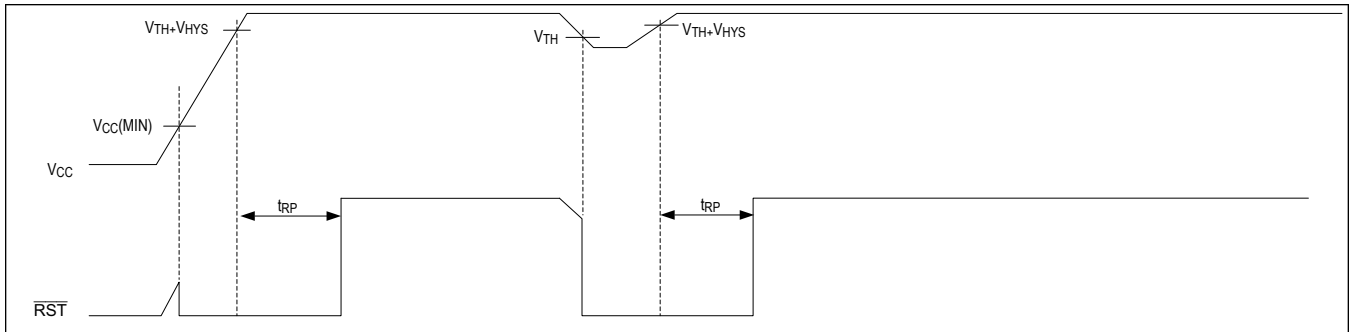 VTH+VHYS
VTH
VTH+VHYS
VCC(MIN)
VCC
tRP
tRP
RST